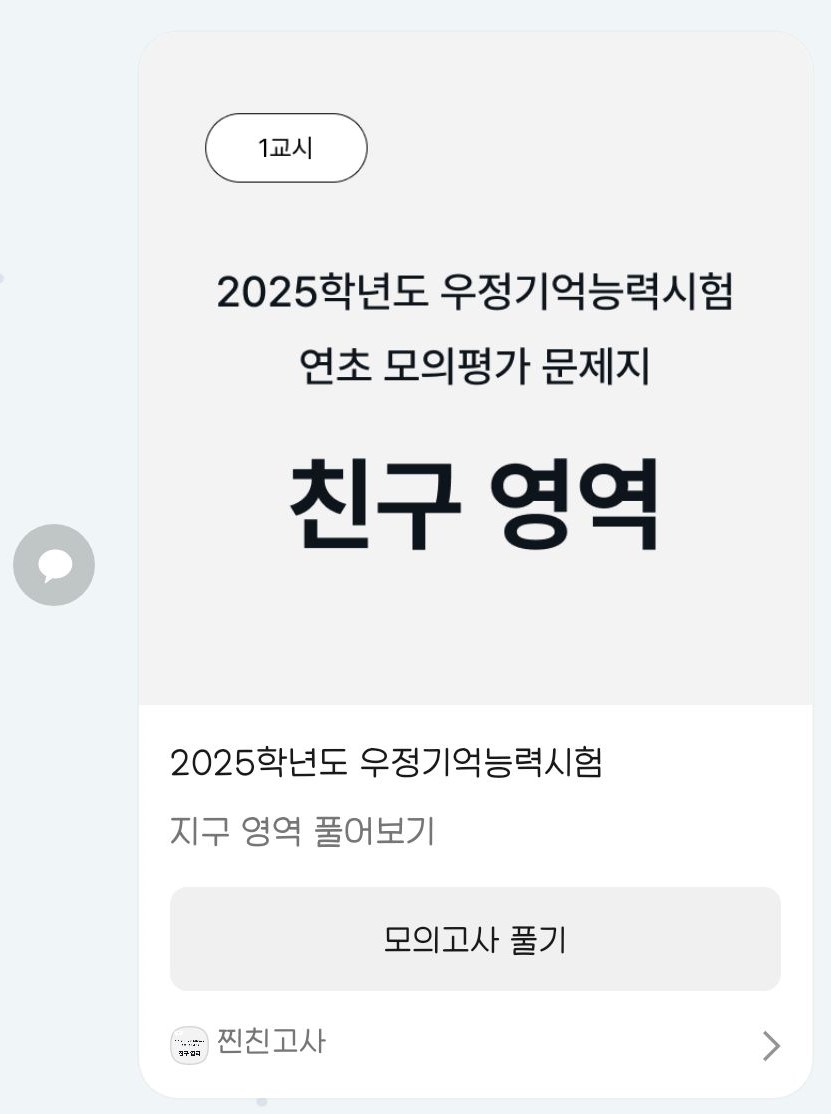 1교시
2025학년도 우정기억능력시험
연초 모의평가 문제지
친구 영역
2025학년도 우정기억능력시험
지구 영역 풀어보기
모의고사 풀기
찐친고사